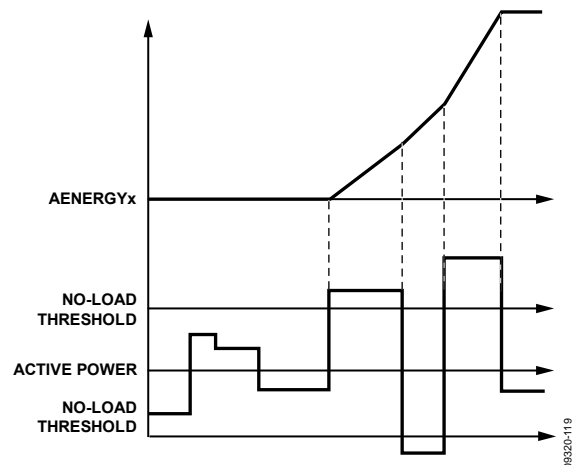 AENERGYx
NO-LOAD
THRESHOLD
ACTIVE POWER
NO-LOAD
THRESHOLD
09320-119